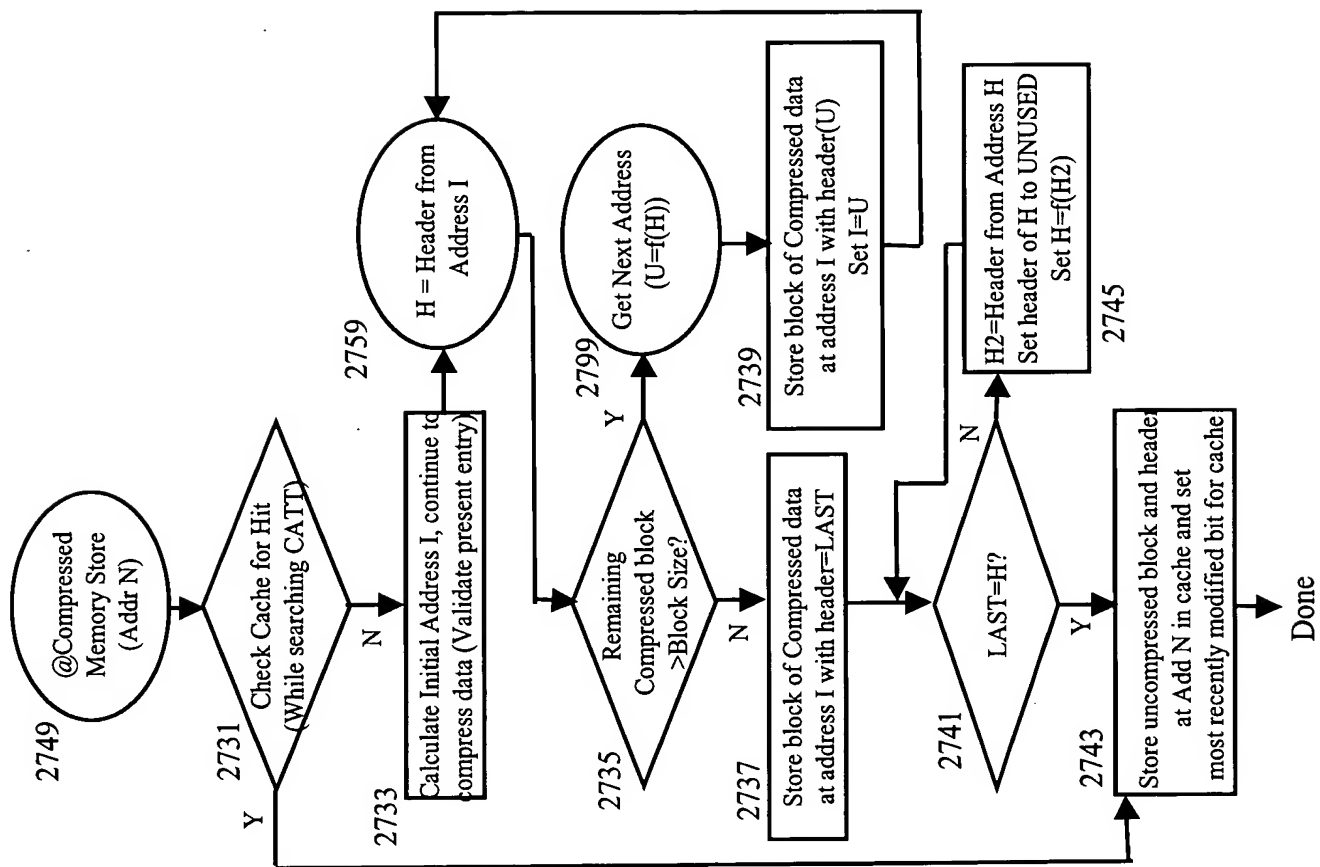 2749
@Compressed
Memory Store
(Addr N)
2731
Check Cache for Hit
(While searching CATT)
Y
N
2733
Calculate Initial Address I, continue to
compress data (Validate present entry)
2759
H = Header from
Address I
2735
Remaining
Compressed block
>Block Size?
Y
N
2799
Get Next Address
(U=f(H))
2739
Store block of Compressed data
at address I with header(U)
Set I=U
2737
Store block of Compressed data
at address I with header=LAST
2741
LAST=H?
N
Y
H2=Header from Address H
Set header of H to UNUSED
Set H=f(H2)
2745
2743
Store uncompressed block and header
at Add N in cache and set
most recently modified bit for cache
Done